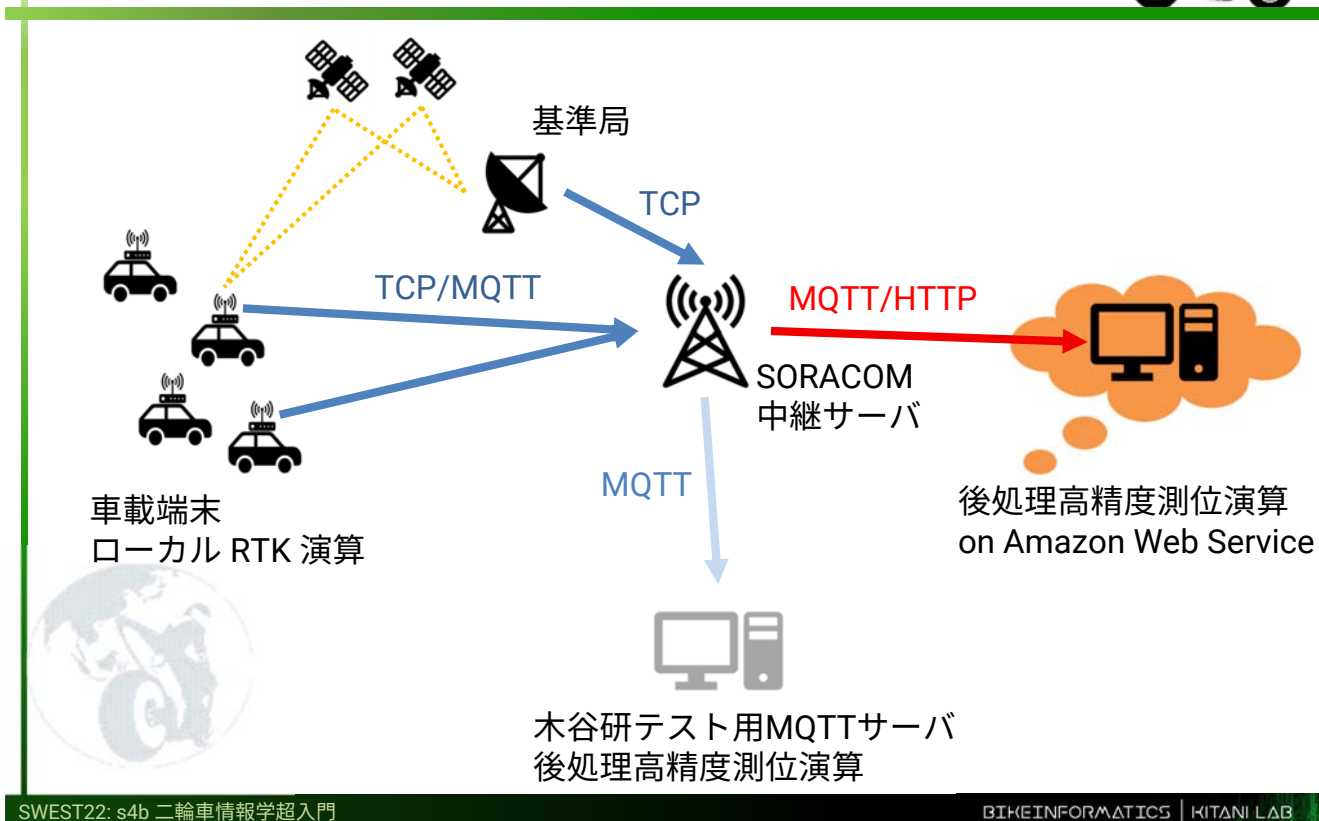 基準局
TCP
TCP/MQTT
MQTT/HTTP
SORACOM
中継サーバ
MQTT
車載端末
ローカル RTK 演算
後処理高精度測位演算
on Amazon Web Service
木谷研テスト用MQTTサーバ
後処理高精度測位演算
SWEST22: s4b 二輪車情報学超入門
BIKEINFORMATICS | KITANI LAB